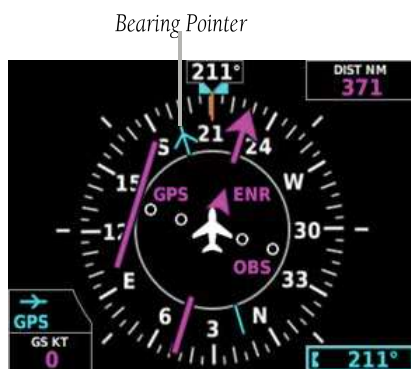 Bearing Pointer
211°
DIST NM
371
S 21 24
15 GPS ENR W
12 30
OBS
E 33
6 3 N
GPS
GS KT
0
211°